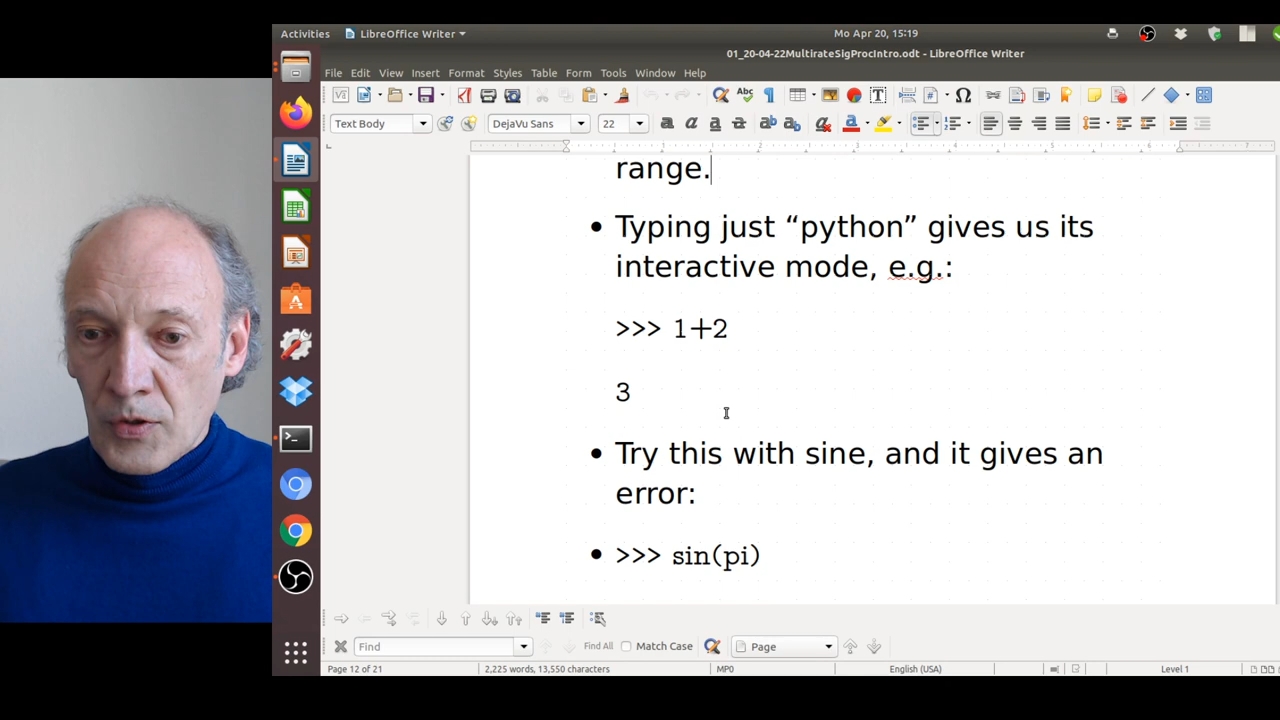 Activities LibreOffice Writer Mo Apr 20, 15:19
01_20-04-22MultirateSigProcIntro.odt - LibreOffice Writer
File Edit View Insert Format Styles Table Form Tools Window Help
Text Body DejaVu Sans 22
range.
• Typing just “python” gives us its
interactive mode, e.g.:
>>> 1+2
3
• Try this with sine, and it gives an
error:
• >>> sin(pi)
Find Find All Match Case Page
Page 12 of 21 2,225 words, 13,550 characters MP0 English (USA) Level 1